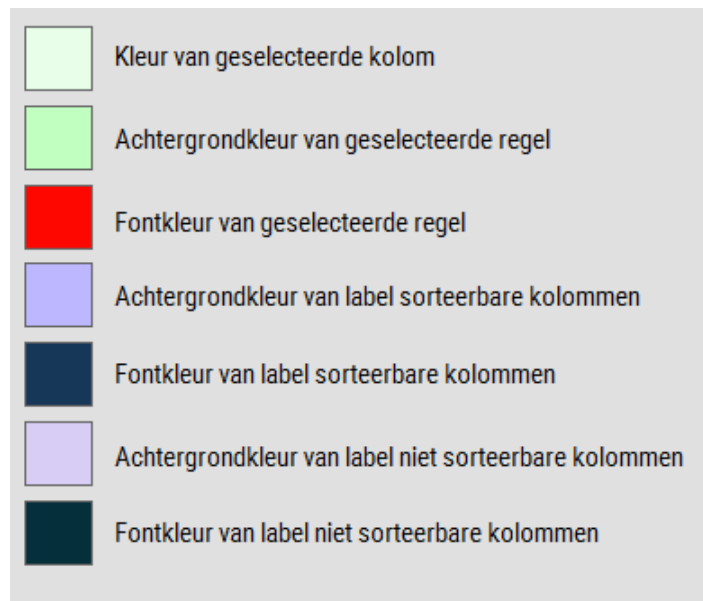 Kleur van geselecteerde kolom
Achtergrondkleur van geselecteerde regel
Fontkleur van geselecteerde regel
Achtergrondkleur van label sorteerbare kolommen
Fontkleur van label sorteerbare kolommen
Achtergrondkleur van label niet sorteerbare kolommen
Fontkleur van label niet sorteerbare kolommen